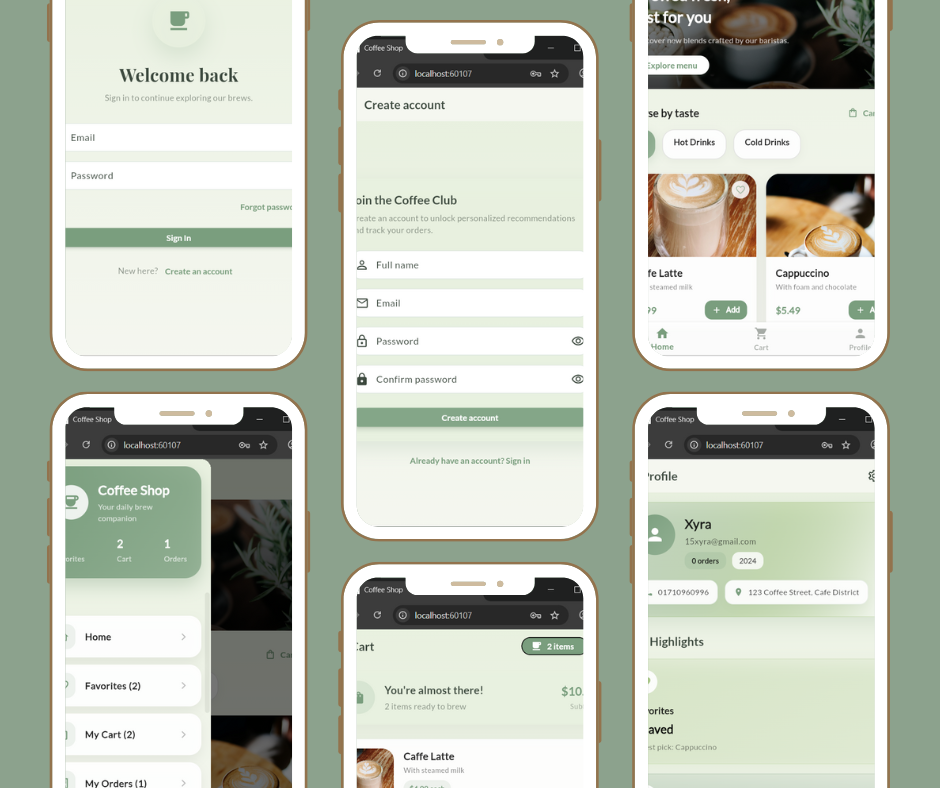 Welcome back
Sign in to continue exploring our brews.
Email
Password
Forgot
Sign In
New here? Create an account
Coffee Shop
localhost:60107
Create account
oin the Coffee Club
reate an account to unlock personalized recommendations
nd track your orders.
Full name
Email
Password
Confirm password
Create account
Already have an account? Sign in
st for you
cover new blends crafted by our baristas.
Explore menu
se by taste
Hot Drinks
Cold Drinks
fe Latte
steamed milk
99
+ Add
Cappuccino
With foam and chocolate
$5.49
Home
Cart
Profile
Coffee Shop
localhost:60107
Coffee Shop
Your daily brew
companion
orites
2
Cart
1
Orders
Home
Favorites (2)
My Cart (2)
My Orders (1)
Coffee Shop
localhost:60107
Cart
2 items
You're almost there!
2 items ready to brew
$10.
Caffe Latte
With steamed milk
Coffee Shop
localhost:60107
Profile
Xyra
15xyra@gmail.com
0 orders
2024
01710960996
123 Coffee Street, Cafe District
Highlights
orites
aved
est pick: Cappuccino